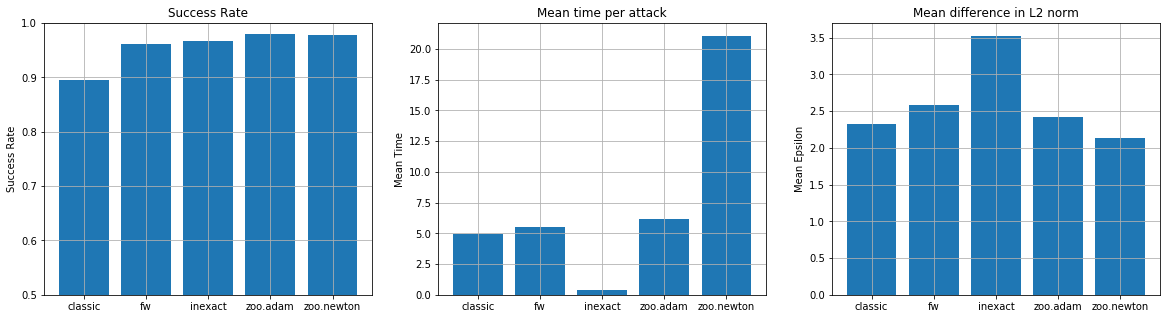 Success Rate
Success Rate
1.0
0.9
0.8
0.7
0.6
0.5
classic fw inexact zoo.adam zoo.newton
Mean time per attack
Mean Time
20.0
17.5
15.0
12.5
10.0
7.5
5.0
2.5
0.0
classic fw inexact zoo.adam zoo.newton
Mean difference in L2 norm
Mean Epsilon
3.5
3.0
2.5
2.0
1.5
1.0
0.5
0.0
classic fw inexact zoo.adam zoo.newton